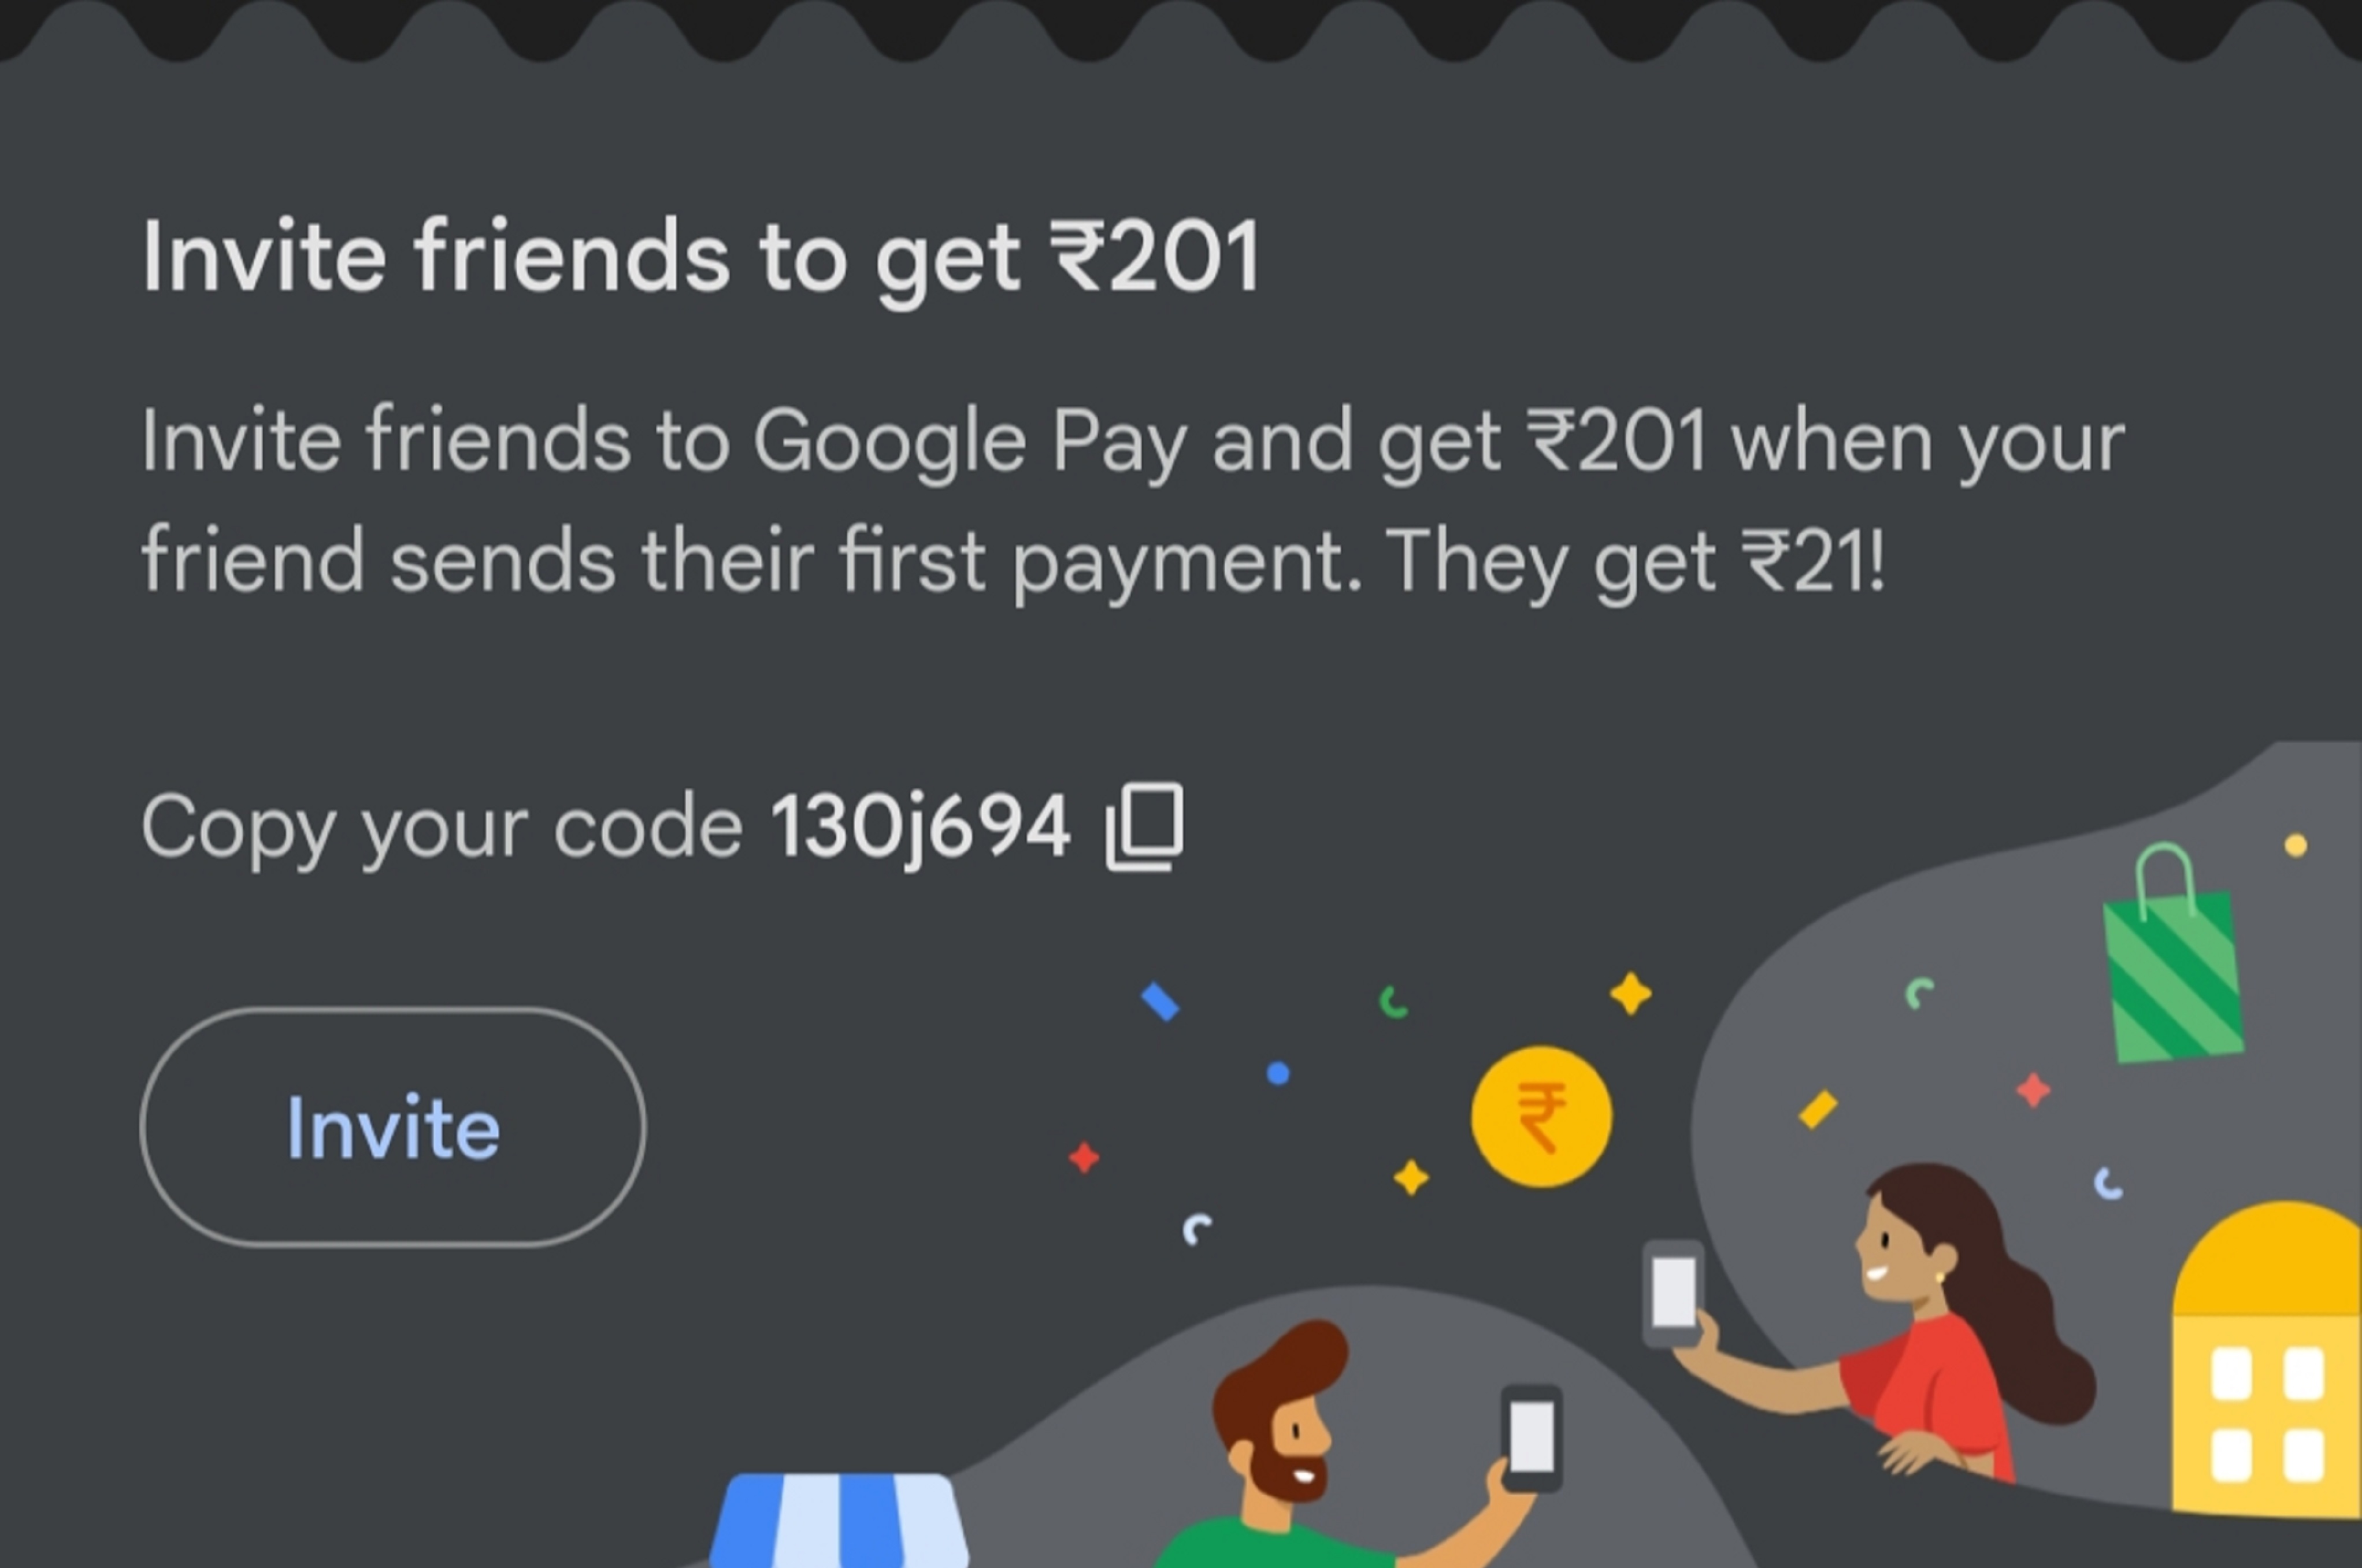 Invite friends to get ₹201
Invite friends to Google Pay and get ₹201 when your
friend sends their first payment. They get ₹21!
Copy your code 130j694
Invite
₹